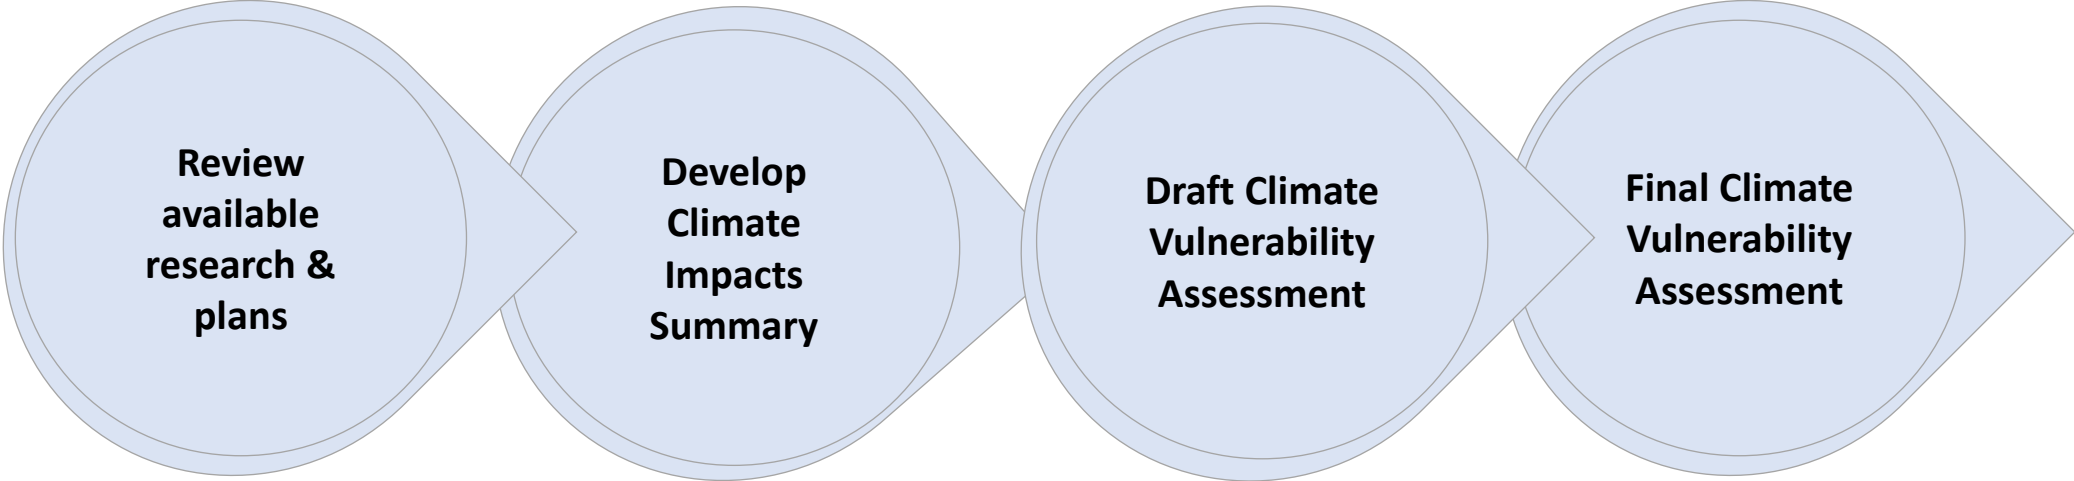 Review
available
research &
plans
Develop
Climate
Impacts
Summary
Draft Climate
Vulnerability
Assessment
Final Climate
Vulnerability
Assessment